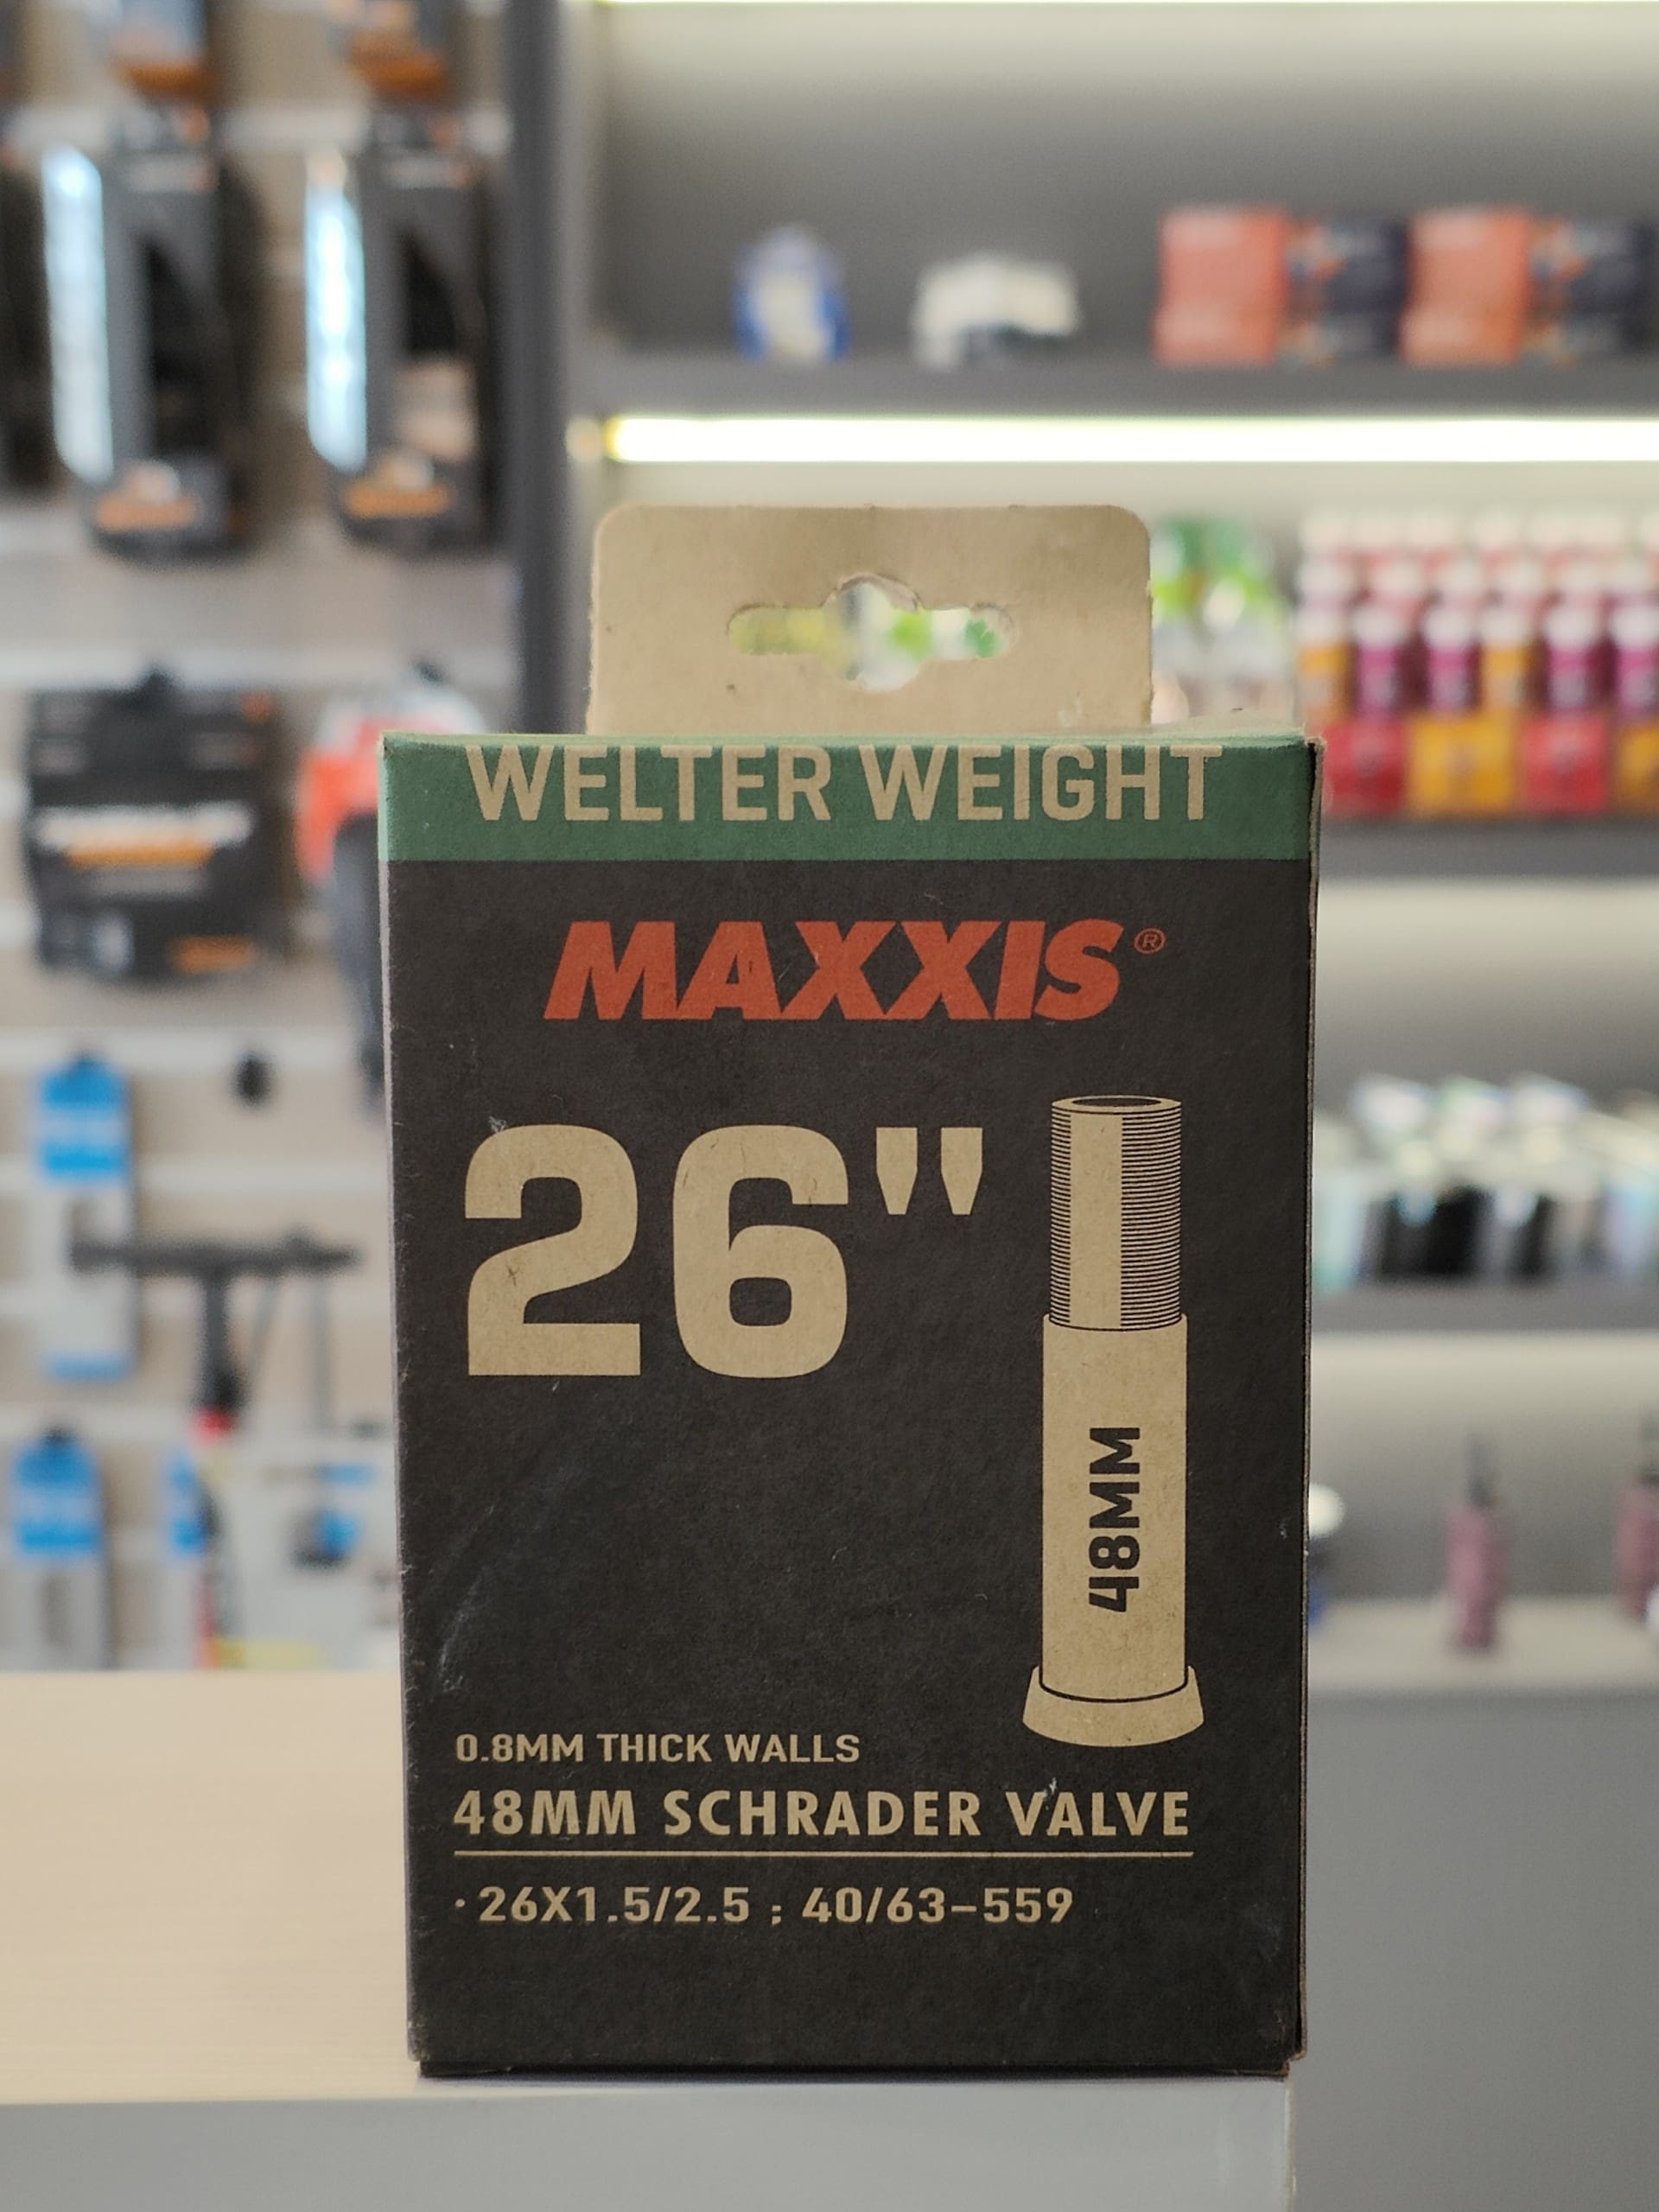 WELTER WEIGHT
MAXXIS®
26"
48MM
0.8MM THICK WALLS
48MM SCHRADER VALVE
· 26X1.5/2.5 ; 40/63-559